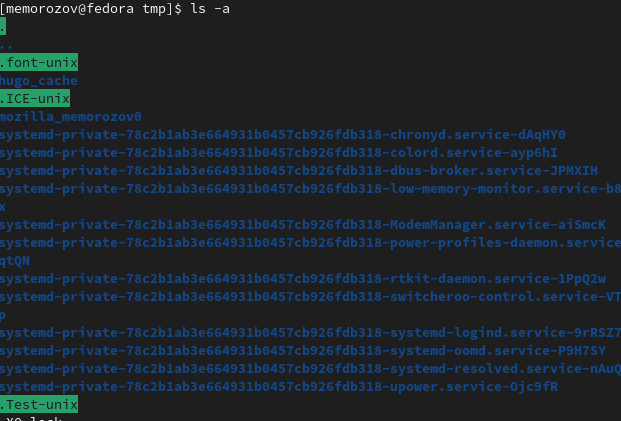 [memorozov@fedora tmp]$ ls -a
.
..
.font-unix
hugo_cache
.ICE-unix
mozilla_memorozov0
systemd-private-78c2b1ab3e664931b0457cb926fdb318-chronyd.service-dAqHY0
systemd-private-78c2b1ab3e664931b0457cb926fdb318-colord.service-ayp6hI
systemd-private-78c2b1ab3e664931b0457cb926fdb318-dbus-broker.service-JPMXIH
systemd-private-78c2b1ab3e664931b0457cb926fdb318-low-memory-monitor.service-b8
x
systemd-private-78c2b1ab3e664931b0457cb926fdb318-ModemManager.service-aiSmcK
systemd-private-78c2b1ab3e664931b0457cb926fdb318-power-profiles-daemon.service
qtQN
systemd-private-78c2b1ab3e664931b0457cb926fdb318-rtkit-daemon.service-1PpQ2w
systemd-private-78c2b1ab3e664931b0457cb926fdb318-switcheroo-control.service-VT
p
systemd-private-78c2b1ab3e664931b0457cb926fdb318-systemd-logind.service-9rRSZ7
systemd-private-78c2b1ab3e664931b0457cb926fdb318-systemd-oomd.service-P9H7SY
systemd-private-78c2b1ab3e664931b0457cb926fdb318-systemd-resolved.service-nAuQ
systemd-private-78c2b1ab3e664931b0457cb926fdb318-upower.service-Ojc9fR
.Test-unix
.X0-lock